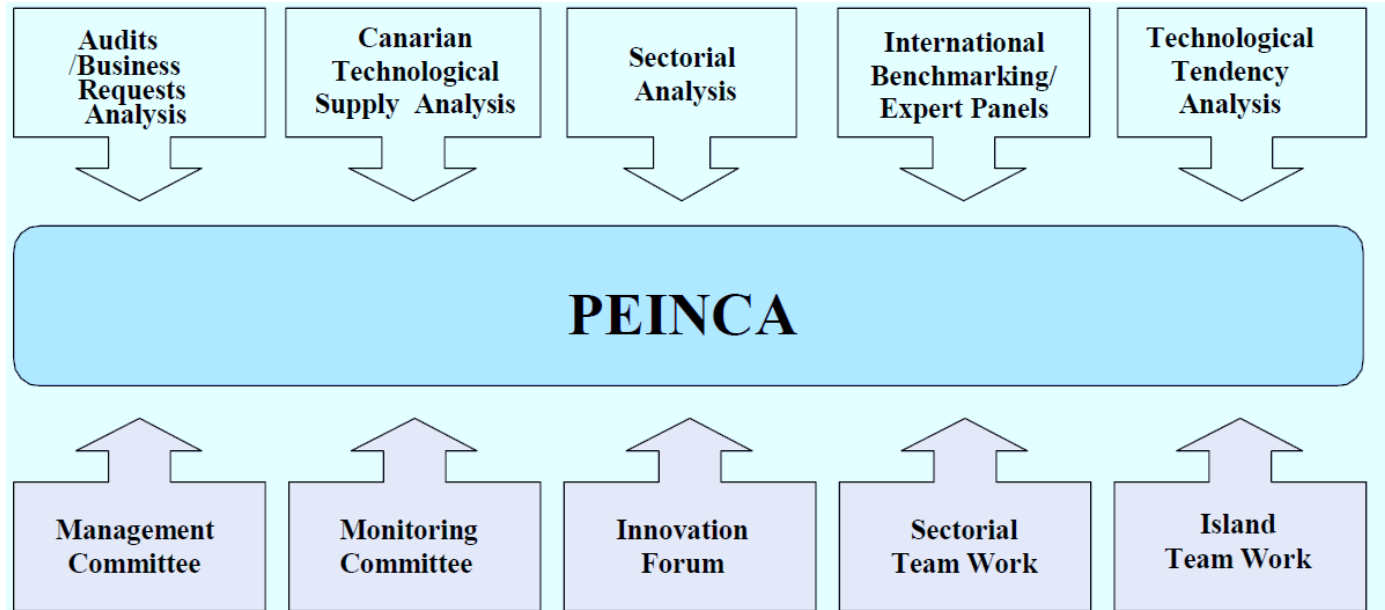 Audits
/Business
Requests
Analysis
Canarian
Technological
Supply Analysis
Sectorial
Analysis
International
Benchmarking/
Expert Panels
Technological
Tendency
Analysis
PEINCA
Management
Committee
Monitoring
Committee
Innovation
Forum
Sectorial
Team Work
Island
Team Work